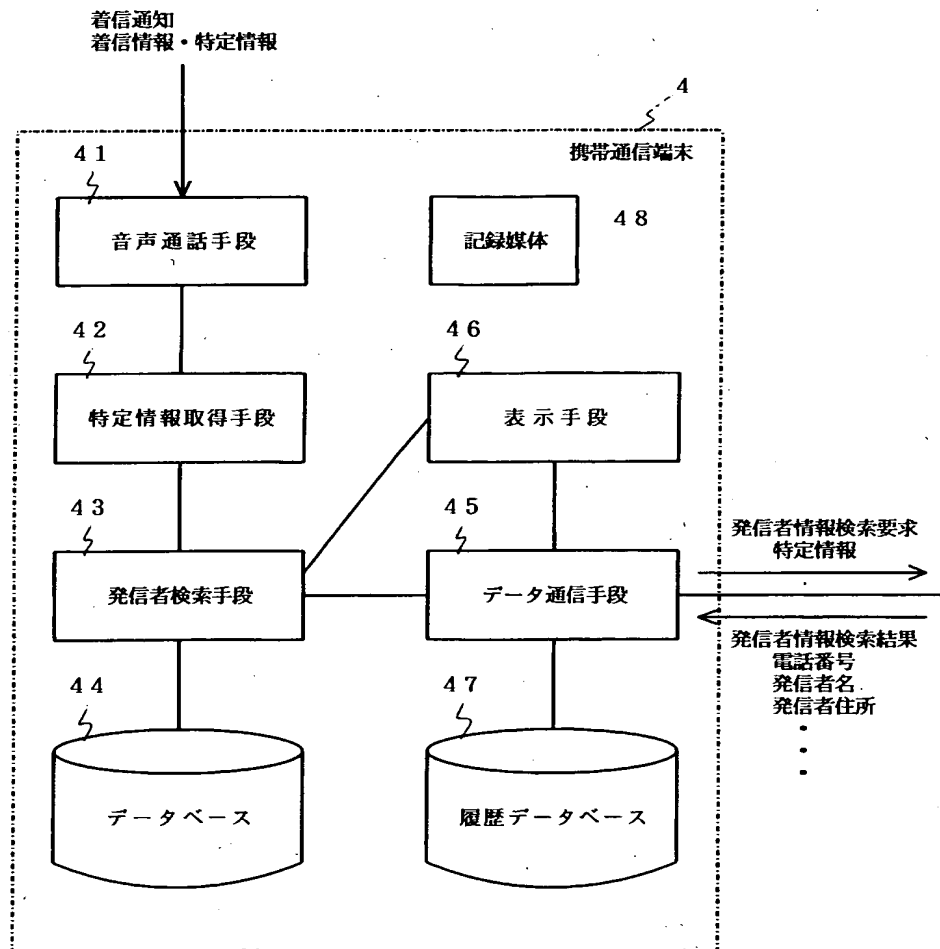 着信通知
着信情報・特定情報
4
携帯通信端末
41
音声通話手段
記録媒体
48
42
特定情報取得手段
46
表示手段
43
発信者検索手段
45
データ通信手段
発信者情報検索要求
特定情報
発信者情報検索結果
電話番号
発信者名
発信者住所
44
データベース
47
履歴データベース